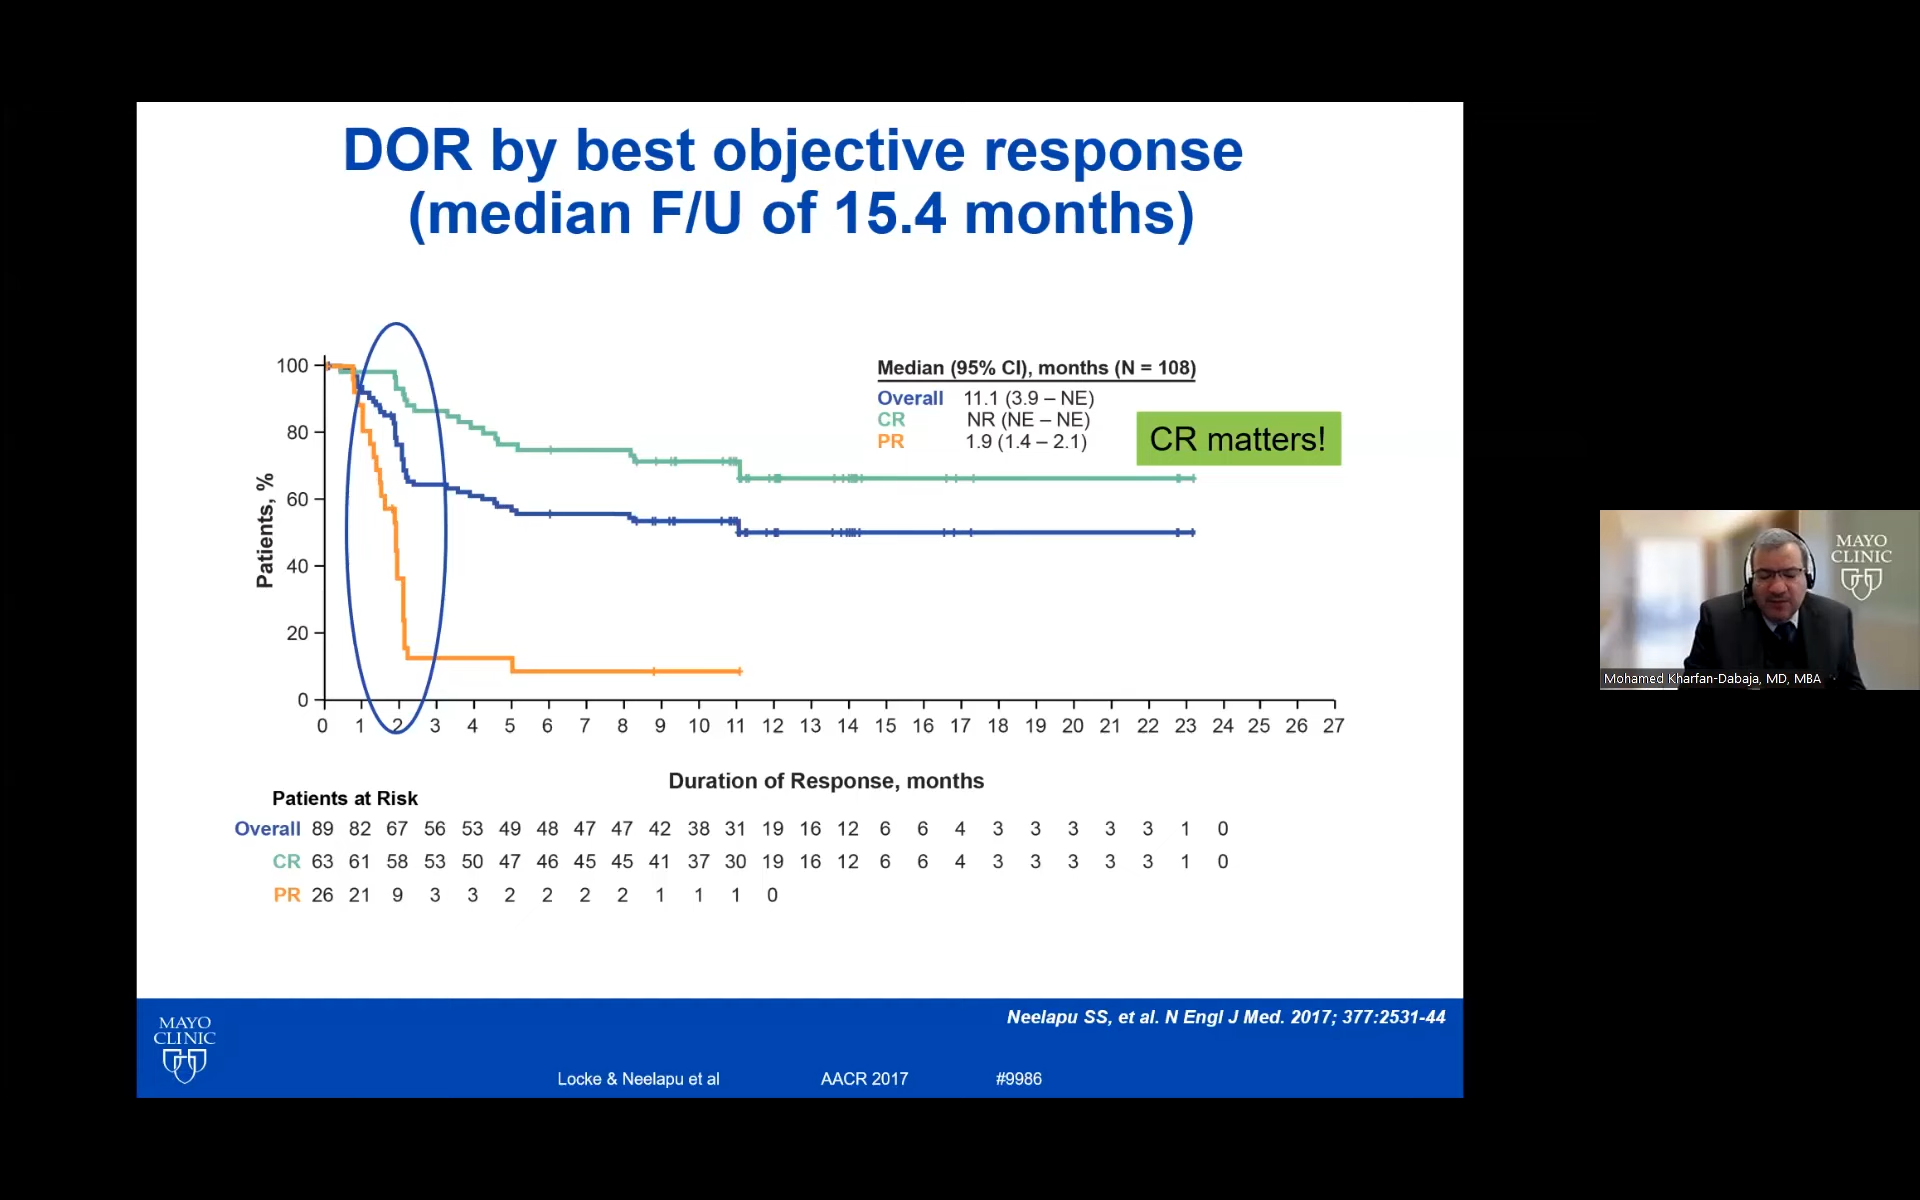 DOR by best objective response
(median F/U of 15.4 months)
Median (95% CI), months (N = 108)
Overall 11.1 (3.9 – NE)
CR NR (NE – NE)
PR 1.9 (1.4 – 2.1)
CR matters!
Patients, %
100
80
60
40
20
0
0 1 2 3 4 5 6 7 8 9 10 11 12 13 14 15 16 17 18 19 20 21 22 23 24 25 26 27
Duration of Response, months
Patients at Risk
Overall 89 82 67 56 53 49 48 47 47 42 38 31 19 16 12 6 6 4 3 3 3 3 3 1 0
CR 63 61 58 53 50 47 46 45 45 41 37 30 19 16 12 6 6 4 3 3 3 3 3 1 0
PR 26 21 9 3 3 2 2 2 2 1 1 1 0
Neelapu SS, et al. N Engl J Med. 2017; 377:2531-44
MAYO
CLINIC
Locke & Neelapu et al AACR 2017 #9986
MAYO
CLINIC
Mohamed Kharfan-Dabaja, MD, MBA